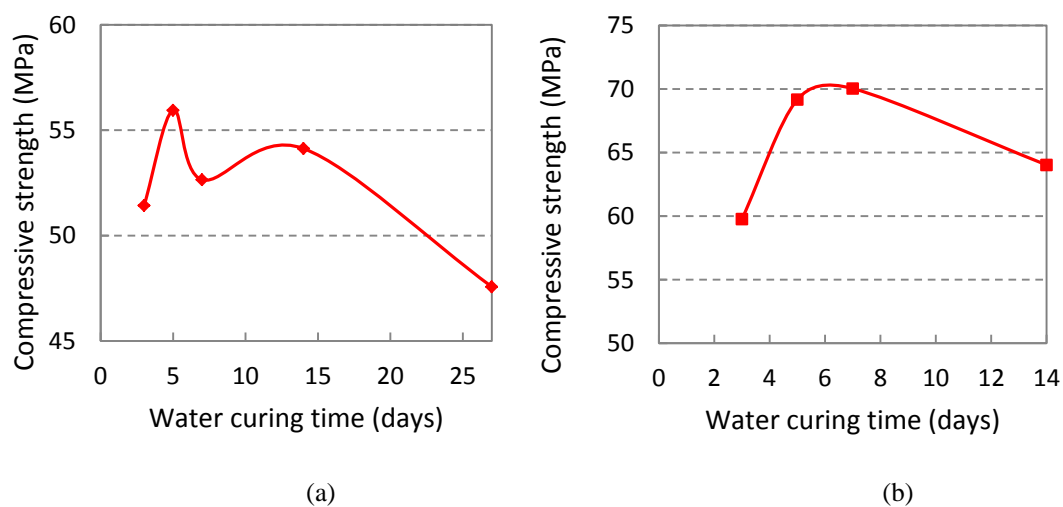 60
55
50
45
0 5 10 15 20 25
Compressive strength (MPa)
Water curing time (days)
(a)
75
70
65
60
55
50
0 2 4 6 8 10 12 14
Compressive strength (MPa)
Water curing time (days)
(b)